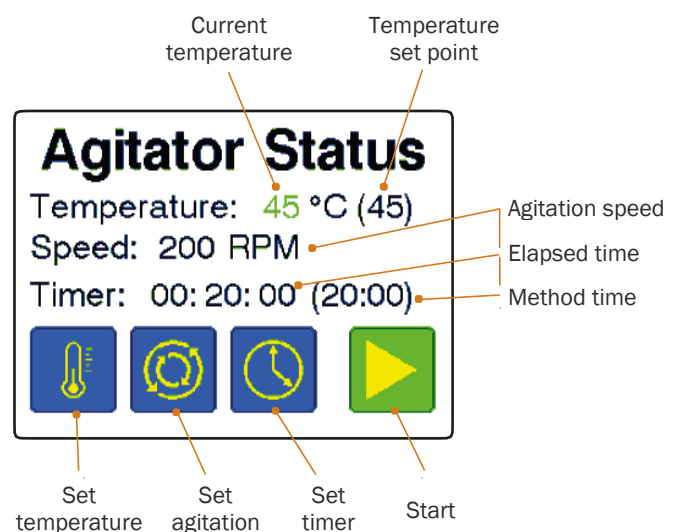 Current
temperature
Temperature
set point
Agitator Status
Temperature: 45 °C (45)
Speed: 200 RPM
Timer: 00: 20: 00 (20:00)
Agitation speed
Elapsed time
Method time
Set
temperature
Set
agitation
Set
timer
Start